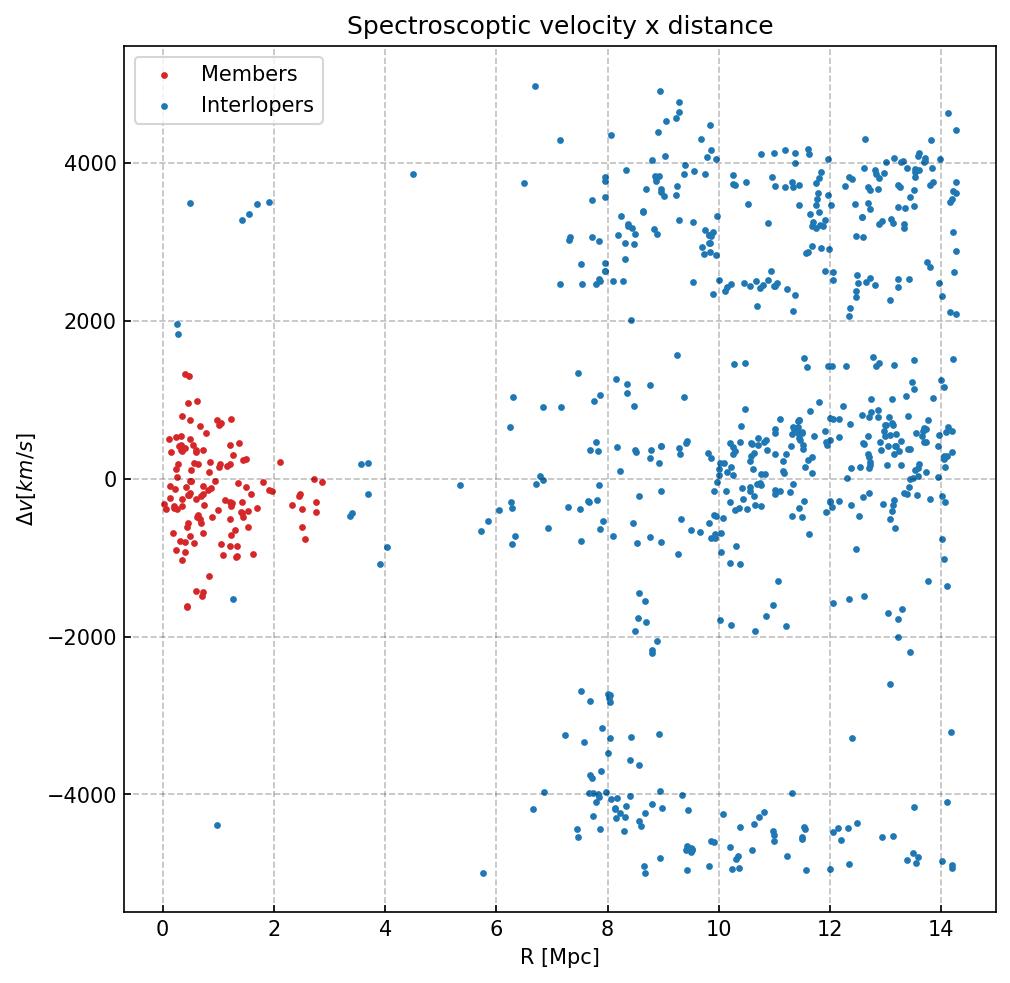 Spectroscoptic velocity x distance
Members
Interlopers
4000
2000
0
−2000
−4000
Δv[km/s]
0 2 4 6 8 10 12 14
R [Mpc]